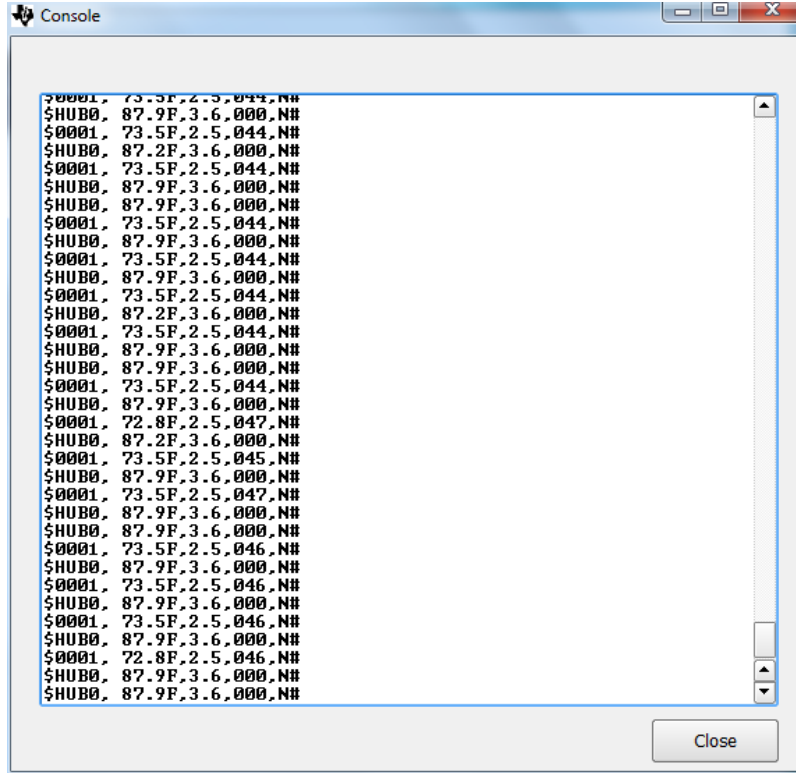 Console
$0001, 73.5F,2.5,044,N#
$HUB0, 87.9F,3.6,000,N#
$0001, 73.5F,2.5,044,N#
$HUB0, 87.2F,3.6,000,N#
$0001, 73.5F,2.5,044,N#
$HUB0, 87.9F,3.6,000,N#
$HUB0, 87.9F,3.6,000,N#
$0001, 73.5F,2.5,044,N#
$HUB0, 87.9F,3.6,000,N#
$0001, 73.5F,2.5,044,N#
$HUB0, 87.9F,3.6,000,N#
$0001, 73.5F,2.5,044,N#
$HUB0, 87.2F,3.6,000,N#
$0001, 73.5F,2.5,044,N#
$HUB0, 87.9F,3.6,000,N#
$HUB0, 87.9F,3.6,000,N#
$0001, 73.5F,2.5,044,N#
$HUB0, 87.9F,3.6,000,N#
$0001, 72.8F,2.5,047,N#
$HUB0, 87.2F,3.6,000,N#
$0001, 73.5F,2.5,045,N#
$HUB0, 87.9F,3.6,000,N#
$0001, 73.5F,2.5,047,N#
$HUB0, 87.9F,3.6,000,N#
$HUB0, 87.9F,3.6,000,N#
$0001, 73.5F,2.5,046,N#
$HUB0, 87.9F,3.6,000,N#
$0001, 73.5F,2.5,046,N#
$HUB0, 87.9F,3.6,000,N#
$0001, 73.5F,2.5,046,N#
$HUB0, 87.9F,3.6,000,N#
$0001, 72.8F,2.5,046,N#
$HUB0, 87.9F,3.6,000,N#
$HUB0, 87.9F,3.6,000,N#
Close